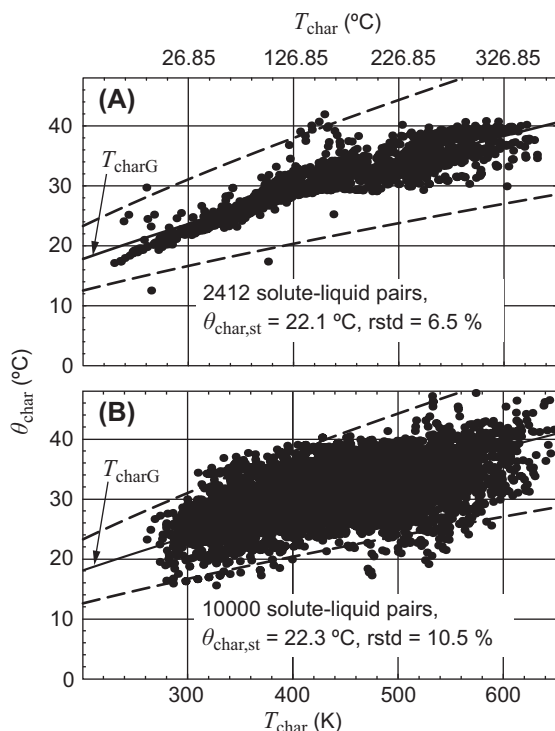 T_char (ºC)
26.85 126.85 226.85 326.85
(A)
40
T_charG
30
20
2412 solute-liquid pairs,
θ_char,st = 22.1 ºC, rstd = 6.5 %
10
0
θ_char (ºC)
(B)
40
T_charG
30
20
10000 solute-liquid pairs,
θ_char,st = 22.3 ºC, rstd = 10.5 %
10
0
300 400 500 600
T_char (K)